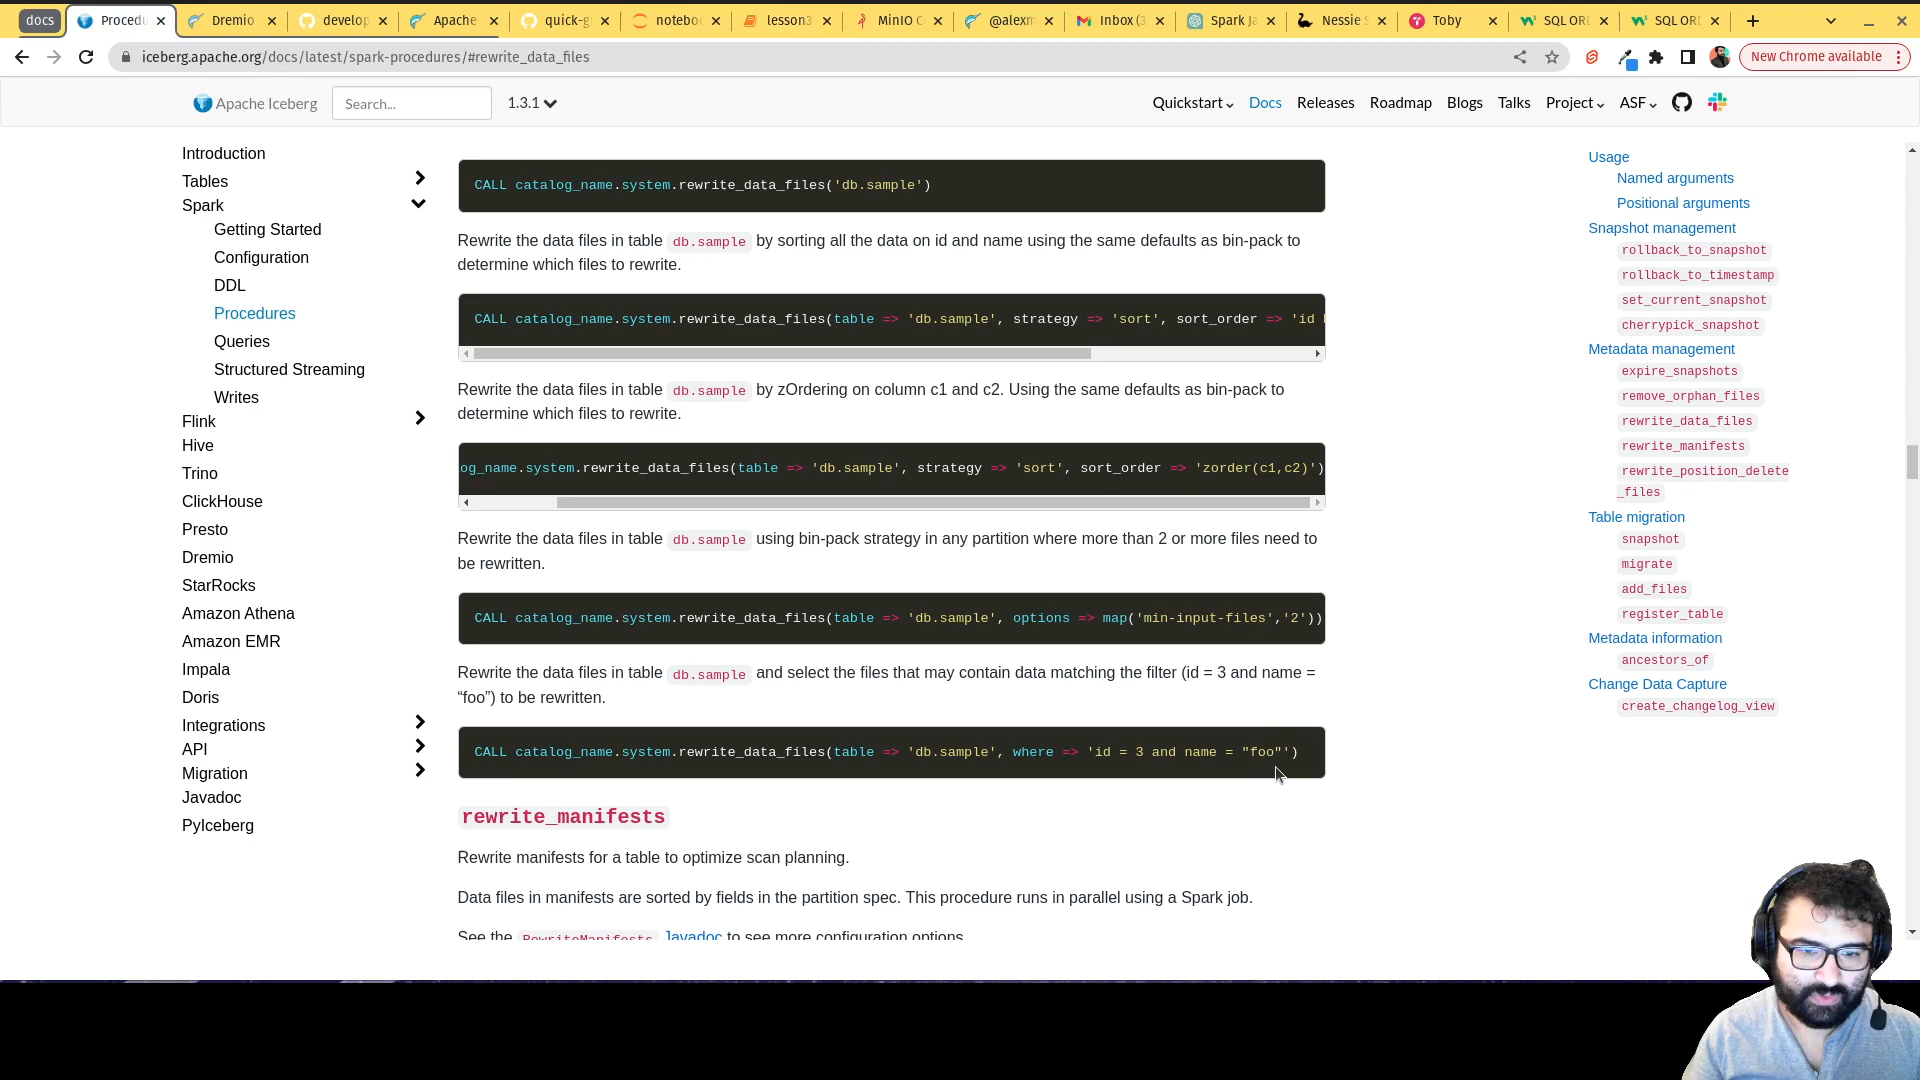 docs
Procedu
Dremio
develop
Apache
quick-g
notebo
lesson3
MinIO C
@alexm
Inbox (3
Spark Ja
Nessie S
Toby
SQL ORD
SQL ORD
iceberg.apache.org/docs/latest/spark-procedures/#rewrite_data_files
New Chrome available
Apache Iceberg
Search...
1.3.1
Quickstart
Docs
Releases
Roadmap
Blogs
Talks
Project
ASF
Introduction
Tables
Spark
Getting Started
Configuration
DDL
Procedures
Queries
Structured Streaming
Writes
Flink
Hive
Trino
ClickHouse
Presto
Dremio
StarRocks
Amazon Athena
Amazon EMR
Impala
Doris
Integrations
API
Migration
Javadoc
PyIceberg
CALL catalog_name.system.rewrite_data_files('db.sample')
Rewrite the data files in table db.sample by sorting all the data on id and name using the same defaults as bin-pack to
determine which files to rewrite.
CALL catalog_name.system.rewrite_data_files(table => 'db.sample', strategy => 'sort', sort_order => 'id
Rewrite the data files in table db.sample by zOrdering on column c1 and c2. Using the same defaults as bin-pack to
determine which files to rewrite.
og_name.system.rewrite_data_files(table => 'db.sample', strategy => 'sort', sort_order => 'zorder(c1,c2)')
Rewrite the data files in table db.sample using bin-pack strategy in any partition where more than 2 or more files need to
be rewritten.
CALL catalog_name.system.rewrite_data_files(table => 'db.sample', options => map('min-input-files','2'))
Rewrite the data files in table db.sample and select the files that may contain data matching the filter (id = 3 and name =
“foo”) to be rewritten.
CALL catalog_name.system.rewrite_data_files(table => 'db.sample', where => 'id = 3 and name = "foo"')
rewrite_manifests
Rewrite manifests for a table to optimize scan planning.
Data files in manifests are sorted by fields in the partition spec. This procedure runs in parallel using a Spark job.
See the RewriteManifests Javadoc to see more configuration options.
Usage
Named arguments
Positional arguments
Snapshot management
rollback_to_snapshot
rollback_to_timestamp
set_current_snapshot
cherrypick_snapshot
Metadata management
expire_snapshots
remove_orphan_files
rewrite_data_files
rewrite_manifests
rewrite_position_delete
_files
Table migration
snapshot
migrate
add_files
register_table
Metadata information
ancestors_of
Change Data Capture
create_changelog_view